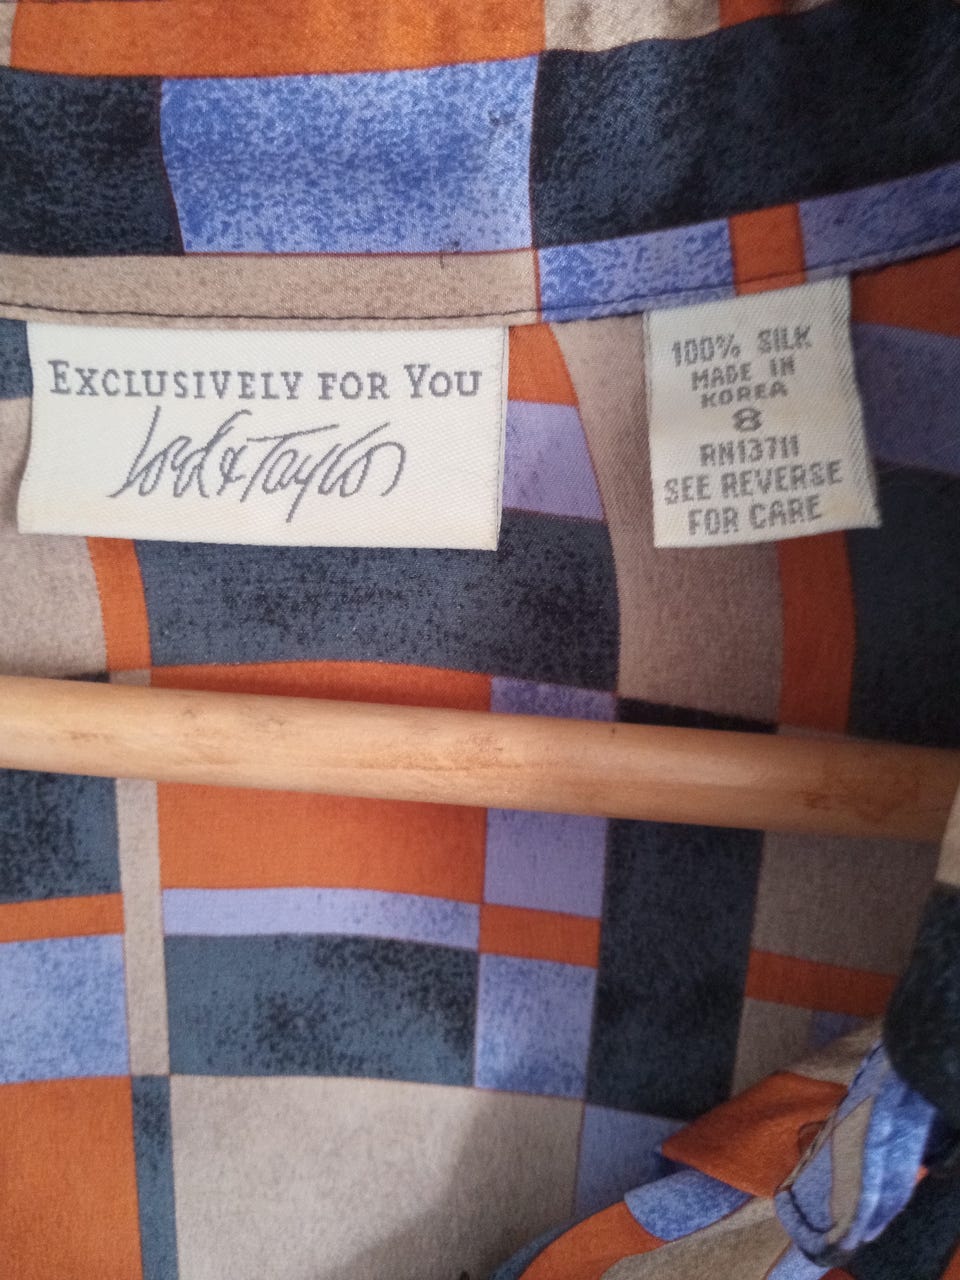 EXCLUSIVELY FOR YOU
Lord & Taylor
100% SILK
MADE IN
KOREA
8
RN13711
SEE REVERSE
FOR CARE